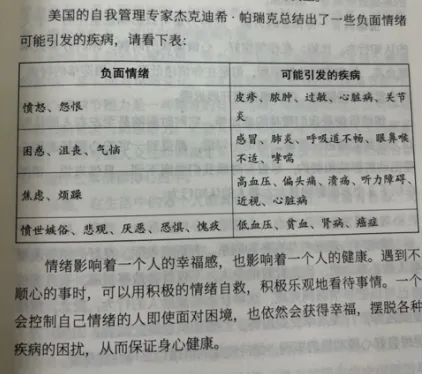 美国的自我管理专家杰克迪希·帕瑞克总结出了一些负面情绪
可能引发的疾病，请看下表：
负面情绪 可能引发的疾病
愤怒、怨恨 皮疹、脓肿、过敏、心脏病、关节
炎
困惑、沮丧、气恼 感冒、肺炎、呼吸道不畅、眼鼻喉
不适、哮喘
焦虑、烦躁 高血压、偏头痛、溃疡、听力障碍、
近视、心脏病
愤世嫉俗、悲观、厌恶、恐惧、愧疚 低血压、贫血、肾病、癌症
情绪影响着一个人的幸福感，也影响着一个人的健康。遇到不
顺心的事时，可以用积极的情绪自救，积极乐观地看待事情。一个
会控制自己情绪的人即使面对困境，也依然会获得幸福，摆脱各种
疾病的困扰，从而保证身心健康。